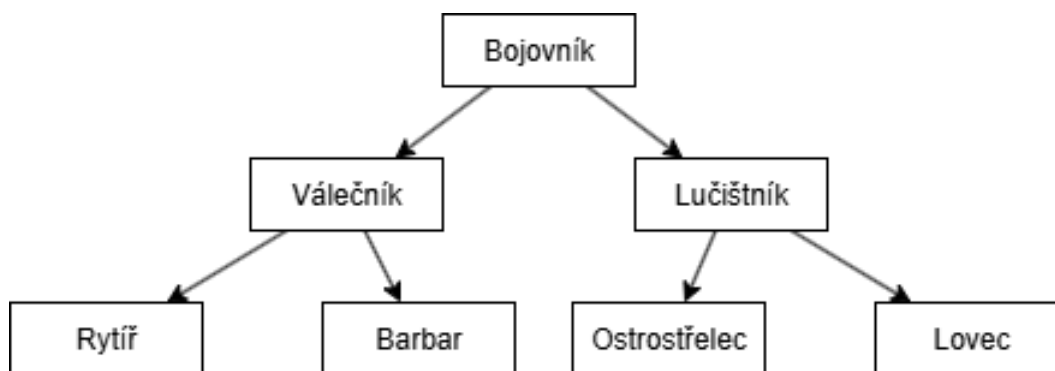 Bojovník
Válečník
Lučištník
Rytíř
Barbar
Ostrostřelec
Lovec